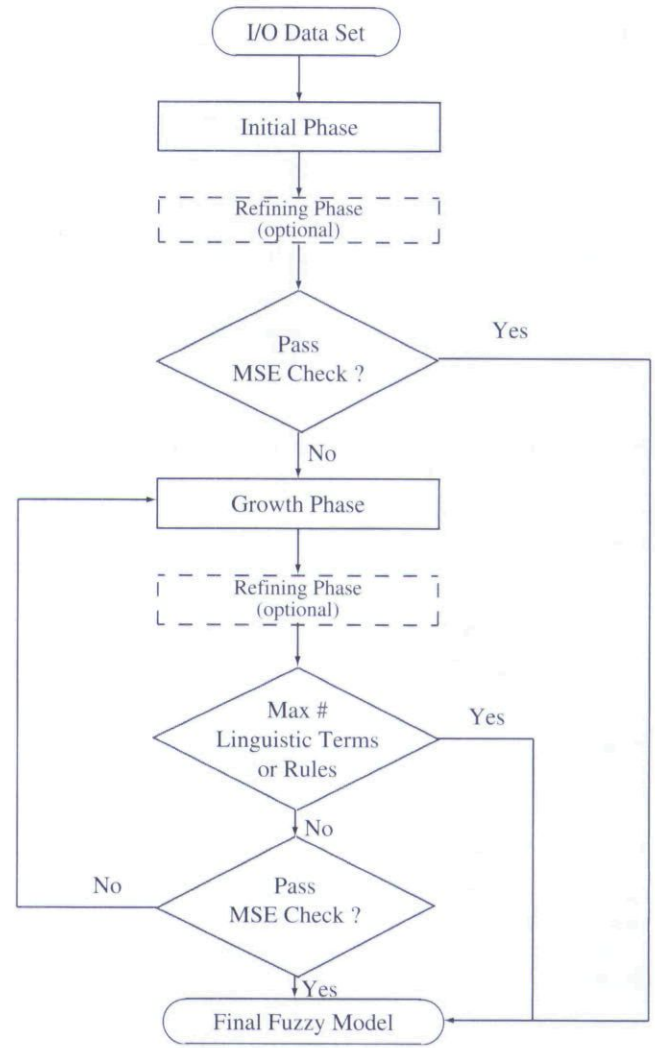 I/O Data Set
Initial Phase
Refining Phase
(optional)
Pass
MSE Check ?
Yes
No
Growth Phase
Refining Phase
(optional)
Max #
Linguistic Terms
or Rules
Yes
No
Pass
MSE Check ?
No
Yes
Final Fuzzy Model